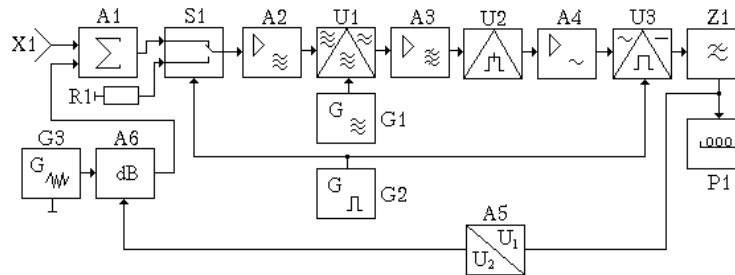 A1 S1 A2 U1 A3 U2 A4 U3 Z1
X1
Σ
R1
G
G1
G3 A6
G
dB
G
G2
P1
A5
U1
U2